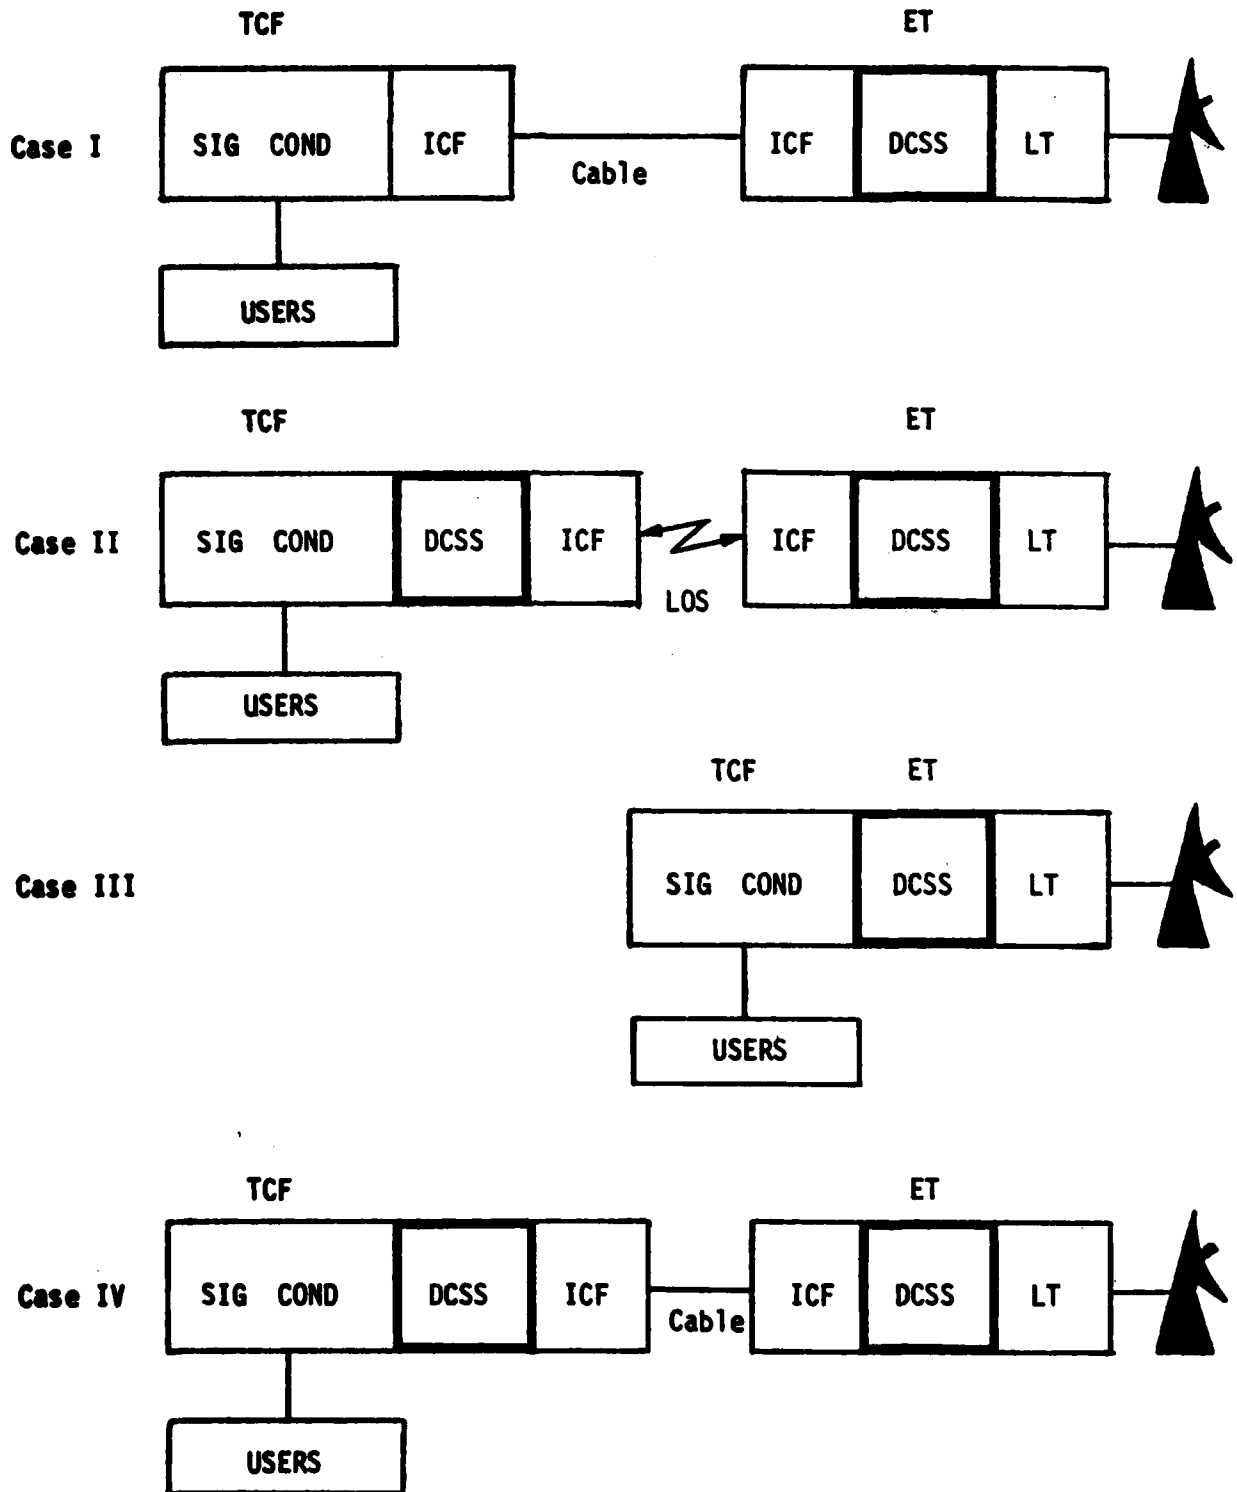 TCF ET
Case I SIG COND ICF Cable ICF DCSS LT
USERS
TCF ET
Case II SIG COND DCSS ICF LOS ICF DCSS LT
USERS
TCF ET
Case III SIG COND DCSS LT
USERS
TCF ET
Case IV SIG COND DCSS ICF Cable ICF DCSS LT
USERS